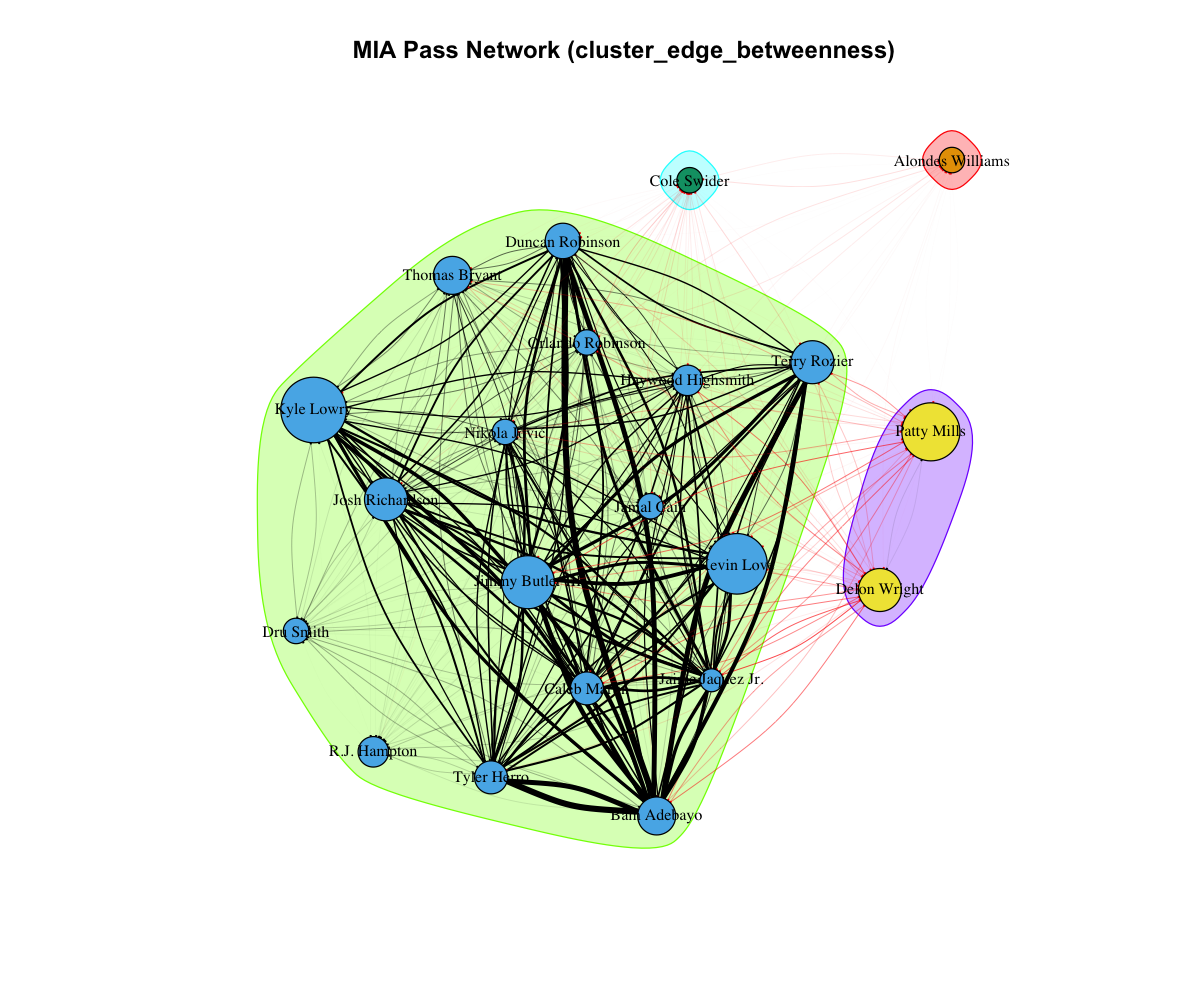 MIA Pass Network (cluster_edge_betweenness)
Alondes Williams
Cole Swider
Duncan Robinson
Thomas Bryant
Orlando Robinson
Terry Rozier
Haywood Highsmith
Kyle Lowry
Patty Mills
Nikola Jovic
Josh Richardson
Jamal Cain
Kevin Love
Jimmy Butler III
Delon Wright
Dru Smith
Jaime Jaquez Jr.
Caleb Martin
R.J. Hampton
Tyler Herro
Bam Adebayo